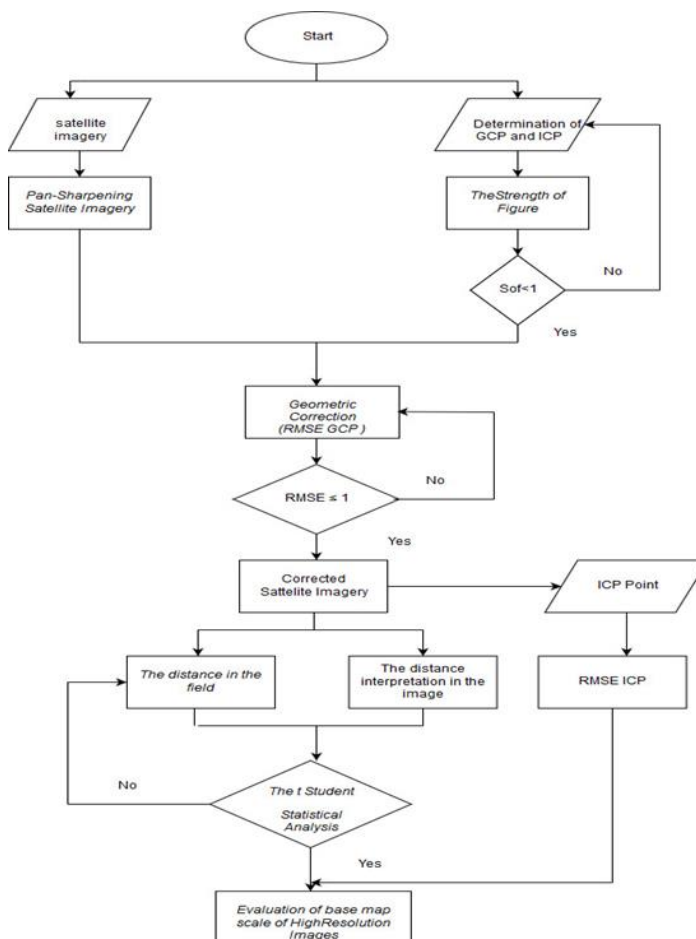 Start
satellite
imagery
Determination of
GCP and ICP
Pan-Sharpening
Satellite Imagery
TheStrength of
Figure
Sof<1
No
Yes
Geometric
Correction
(RMSE GCP )
RMSE ≤ 1
No
Yes
Corrected
Sattelite Imagery
ICP Point
The distance in the
field
The distance
interpretation in the
image
RMSE ICP
No
The t Student
Statistical
Analysis
Yes
Evaluation of base map
scale of HighResolution
Images